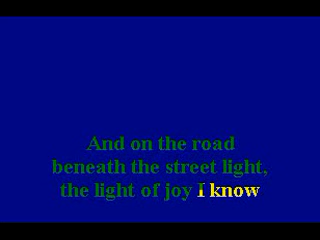 And on the road
beneath the street light,
the light of joy I know